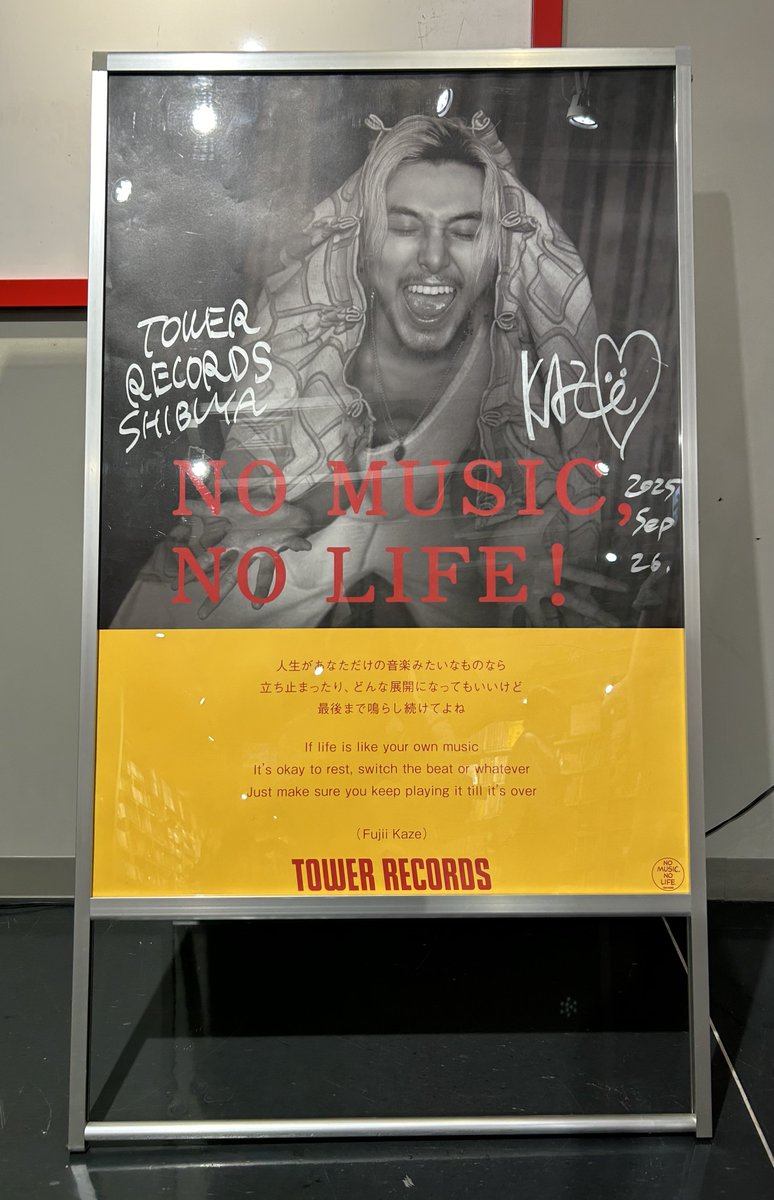 TOWER
RECORDS
SHIBUYA
KAZE
2025
Sep
26.
NO MUSIC,
NO LIFE!
人生があなただけの音楽みたいなものなら
立ち止まったり、どんな展開になってもいいけど
最後まで鳴らし続けてよね
If life is like your own music
It's okay to rest, switch the beat or whatever
Just make sure you keep playing it till it's over
（Fujii Kaze）
TOWER RECORDS
NO
MUSIC.
NO
LIFE.